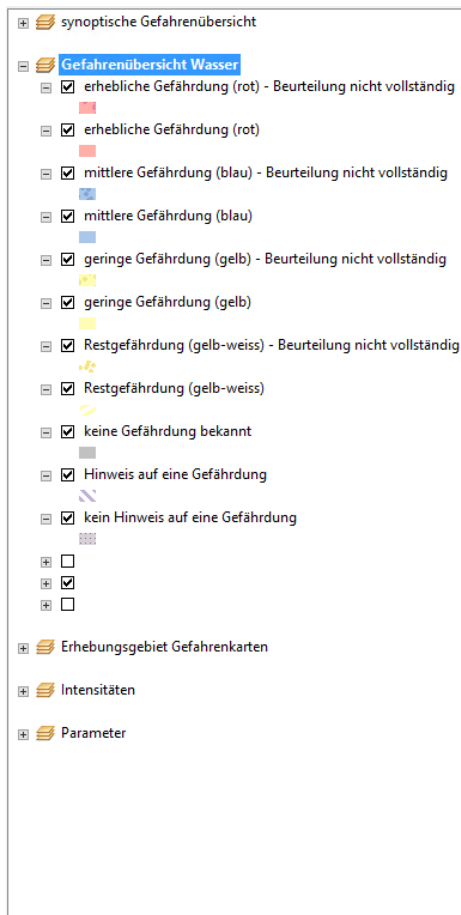 synoptische Gefahrenübersicht
Gefahrenübersicht Wasser
erhebliche Gefährdung (rot) - Beurteilung nicht vollständig
erhebliche Gefährdung (rot)
mittlere Gefährdung (blau) - Beurteilung nicht vollständig
mittlere Gefährdung (blau)
geringe Gefährdung (gelb) - Beurteilung nicht vollständig
geringe Gefährdung (gelb)
Restgefährdung (gelb-weiss) - Beurteilung nicht vollständig
Restgefährdung (gelb-weiss)
keine Gefährdung bekannt
Hinweis auf eine Gefährdung
kein Hinweis auf eine Gefährdung
Erhebungsgebiet Gefahrenkarten
Intensitäten
Parameter